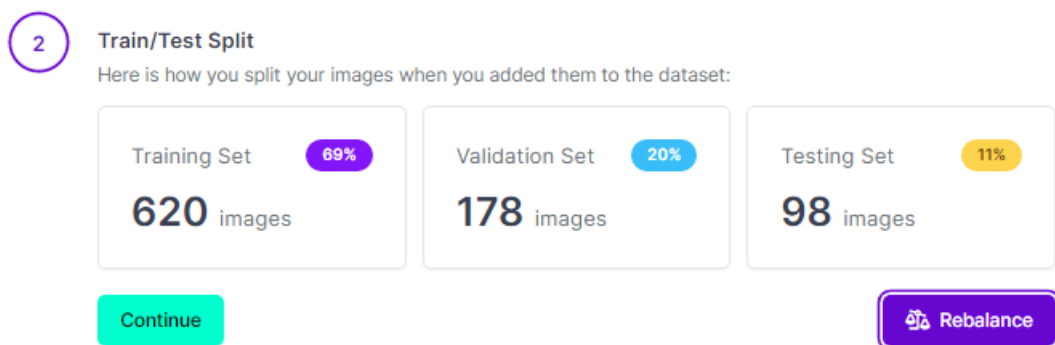 2
Train/Test Split
Here is how you split your images when you added them to the dataset:
Training Set 69%
620 images
Validation Set 20%
178 images
Testing Set 11%
98 images
Continue
Rebalance